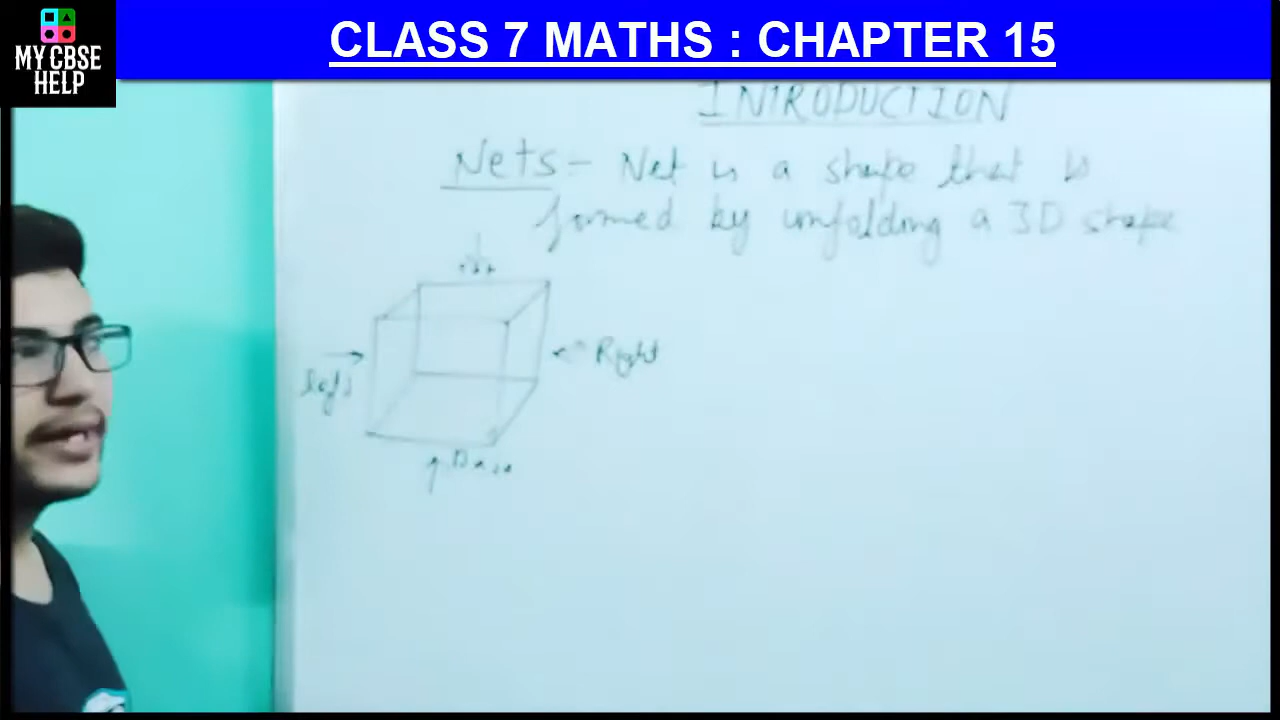 MY CBSE
HELP
CLASS 7 MATHS : CHAPTER 15
INTRODUCTION
Nets - Net is a shape that is
formed by unfolding a 3D shape
left
Right
Base